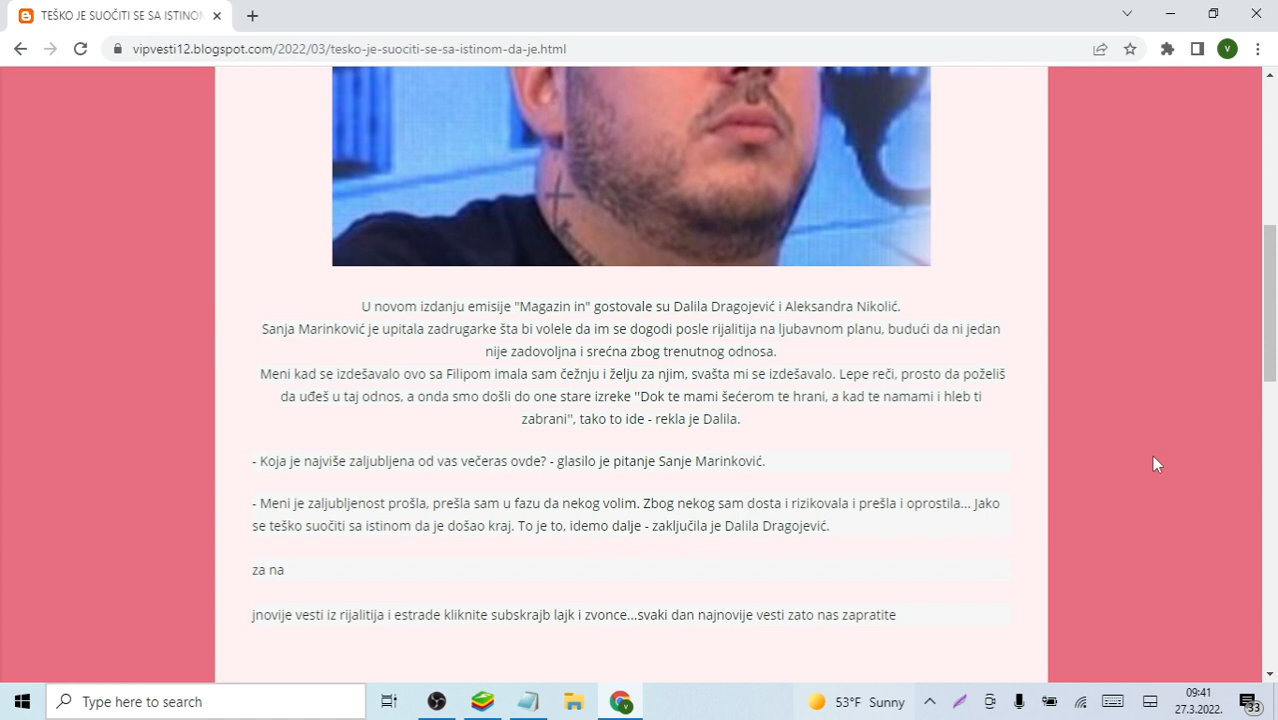 TEŠKO JE SUOČITI SE SA ISTINOM
vipvesti12.blogspot.com/2022/03/tesko-je-suociti-se-sa-istinom-da-je.html
V
U novom izdanju emisije "Magazin in" gostovale su Dalila Dragojević i Aleksandra Nikolić.
Sanja Marinković je upitala zadrugarke šta bi volele da im se dogodi posle rijalitija na ljubavnom planu, budući da ni jedan
nije zadovoljna i srećna zbog trenutnog odnosa.
Meni kad se izdešavalo ovo sa Filipom imala sam čežnju i želju za njim, svašta mi se izdešavalo. Lepe reči, prosto da poželiš
da uđeš u taj odnos, a onda smo došli do one stare izreke "Dok te mami šećerom te hrani, a kad te namami i hleb ti
zabrani", tako to ide - rekla je Dalila.
- Koja je najviše zaljubljena od vas večeras ovde? - glasilo je pitanje Sanje Marinković.
- Meni je zaljubljenost prošla, prešla sam u fazu da nekog volim. Zbog nekog sam dosta i rizikovala i prešla i oprostila... Jako
se teško suočiti sa istinom da je došao kraj. To je to, idemo dalje - zaključila je Dalila Dragojević.
za na
jnovije vesti iz rijalitija i estrade kliknite subskrajb lajk i zvonce...svaki dan najnovije vesti zato nas zapratite
Type here to search
53°F Sunny
09:41
27.3.2022.
33